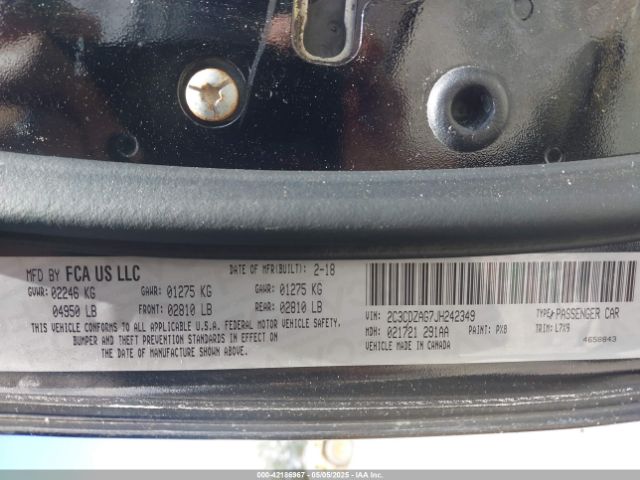 MFD BY FCA US LLC DATE OF MFR(BUILT): 2-18
GVWR: 02246 KG GAWR: 01275 KG GAWR: 01275 KG
04950 LB FRONT: 02810 LB REAR: 02810 LB
THIS VEHICLE CONFORMS TO ALL APPLICABLE U.S.A. FEDERAL MOTOR VEHICLE SAFETY,
BUMPER AND THEFT PREVENTION STANDARDS IN EFFECT ON
THE DATE OF MANUFACTURE SHOWN ABOVE.
VIN: 2C3CDZAG7JH242349 TYPE: PASSENGER CAR
MDH: 021721 291AA PAINT: PX8 TRIM: L7X9
VEHICLE MADE IN CANADA 4658843
000-42186967 - 05/05/2025 - IAAI.COM